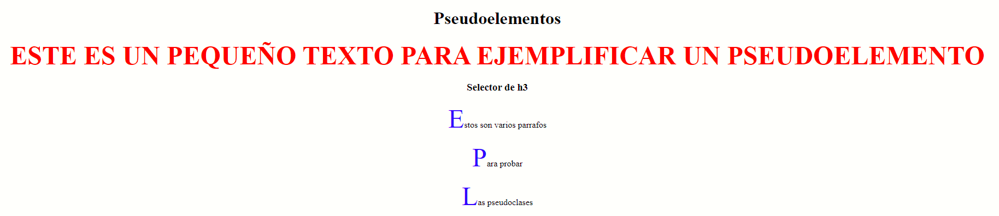 Pseudoelementos
ESTE ES UN PEQUEÑO TEXTO PARA EJEMPLIFICAR UN PSEUDOELEMENTO
Selector de h3
Estos son varios parrafos
Para probar
Las pseudoclases